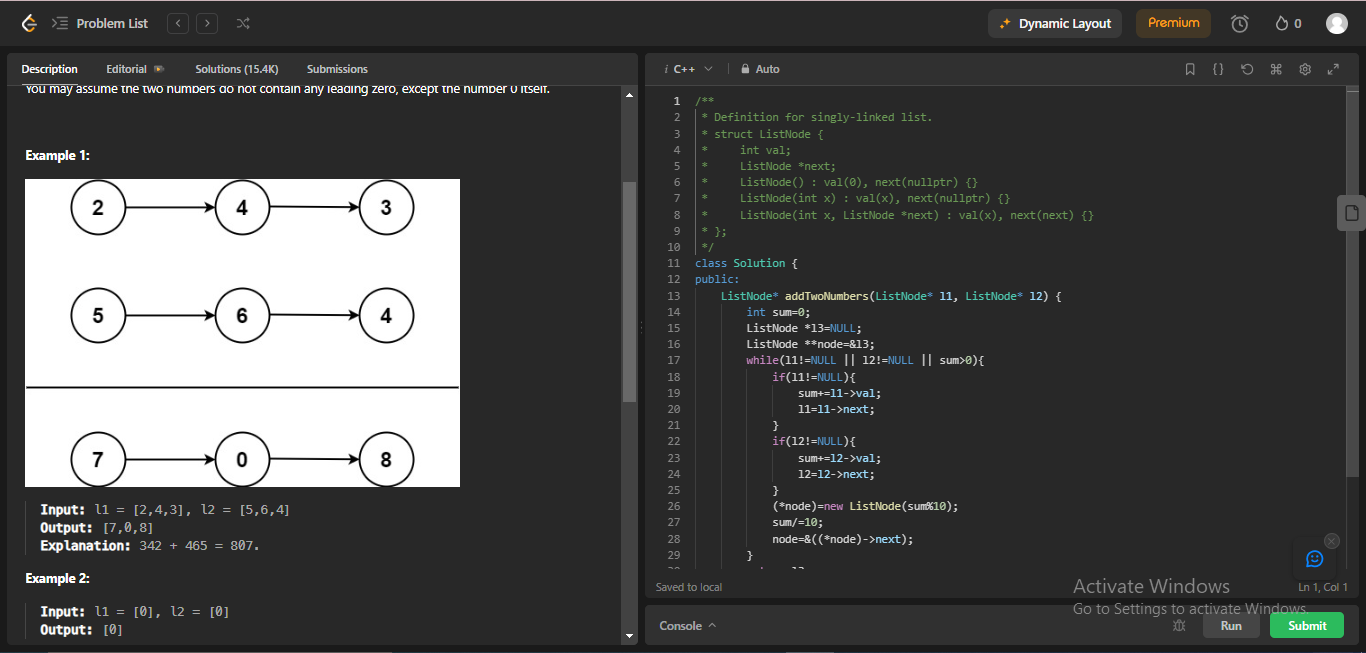 Problem List
Dynamic Layout
Premium
0
Description
Editorial
Solutions (15.4K)
Submissions
You may assume the two numbers do not contain any leading zero, except the number 0 itself.
Example 1:
2 4 3
5 6 4
7 0 8
Input: l1 = [2,4,3], l2 = [5,6,4]
Output: [7,0,8]
Explanation: 342 + 465 = 807.
Example 2:
Input: l1 = [0], l2 = [0]
Output: [0]
i C++
Auto
1 /**
2 * Definition for singly-linked list.
3 * struct ListNode {
4 *     int val;
5 *     ListNode *next;
6 *     ListNode() : val(0), next(nullptr) {}
7 *     ListNode(int x) : val(x), next(nullptr) {}
8 *     ListNode(int x, ListNode *next) : val(x), next(next) {}
9 * };
10 */
11 class Solution {
12 public:
13     ListNode* addTwoNumbers(ListNode* l1, ListNode* l2) {
14         int sum=0;
15         ListNode *l3=NULL;
16         ListNode **node=&l3;
17         while(l1!=NULL || l2!=NULL || sum>0){
18             if(l1!=NULL){
19                 sum+=l1->val;
20                 l1=l1->next;
21             }
22             if(l2!=NULL){
23                 sum+=l2->val;
24                 l2=l2->next;
25             }
26             (*node)=new ListNode(sum%10);
27             sum/=10;
28             node=&((*node)->next);
29         }
Saved to local
Ln 1, Col 1
Activate Windows
Go to Settings to activate Windows.
Console
Run
Submit